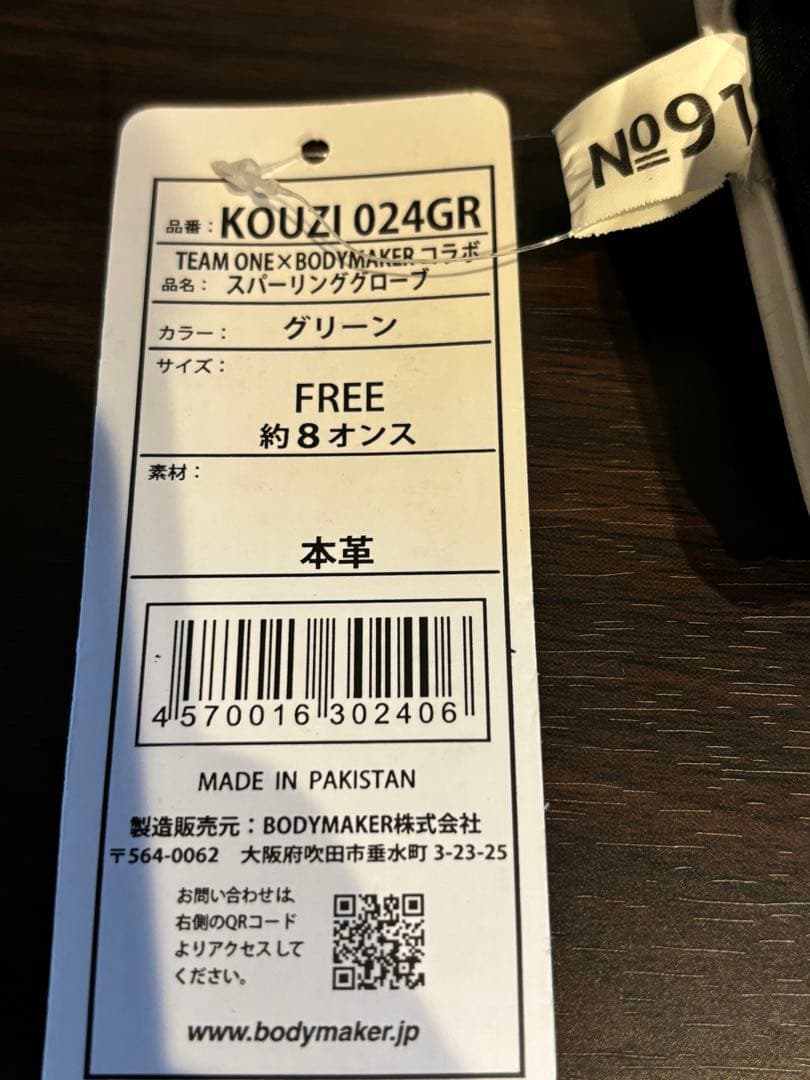 №91
品番：KOUZI 024GR
TEAM ONE×BODYMAKER コラボ
品名：スパーリンググローブ
カラー：グリーン
サイズ：
FREE
約8オンス
素材：
本革
4 570016 302406
MADE IN PAKISTAN
製造販売元：BODYMAKER株式会社
〒564-0062 大阪府吹田市垂水町 3-23-25
お問い合わせは、
右側のQRコード
よりアクセスして
ください。
www.bodymaker.jp